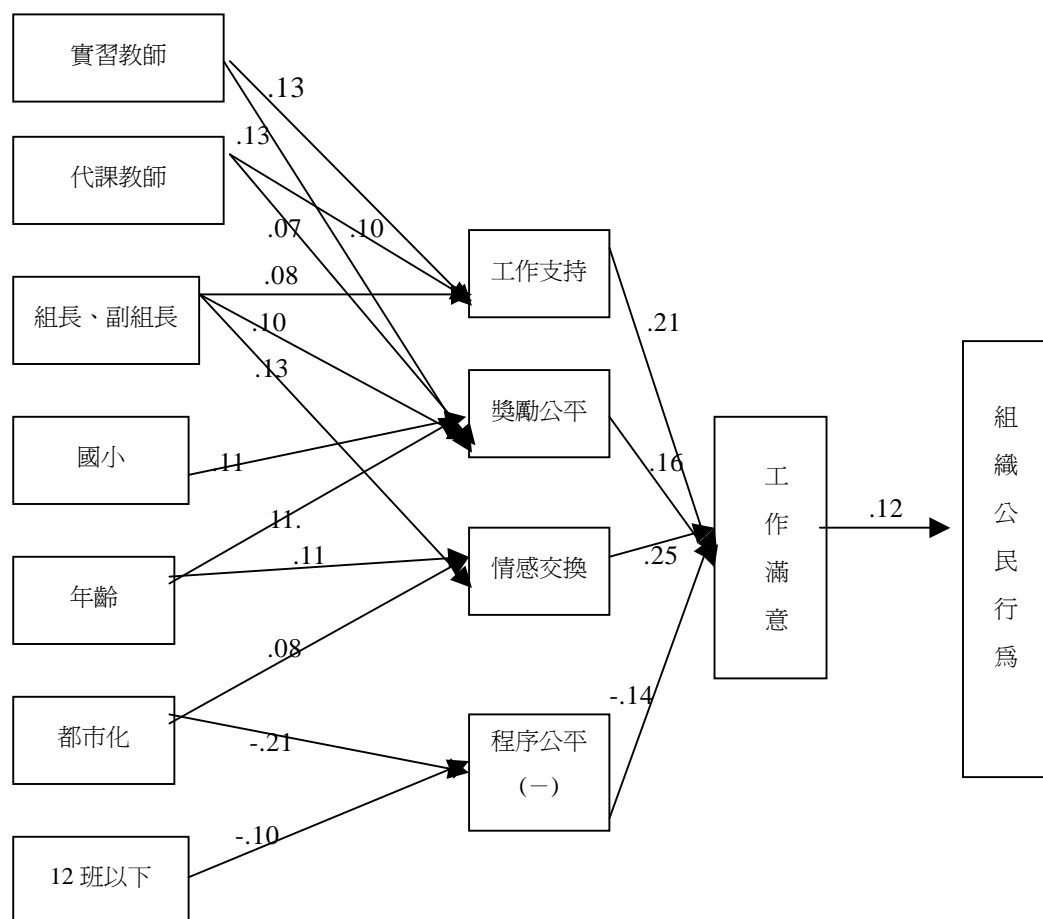 實習教師
.13
代課教師
.13
.07
.10
工作支持
組長、副組長
.08
.10
.13
.21
獎勵公平
國小
.11
.16
工作滿意
.12
組織公民行為
年齡
11.
.11
情感交換
.25
都市化
.08
-.21
程序公平
(－)
-.14
12 班以下
-.10